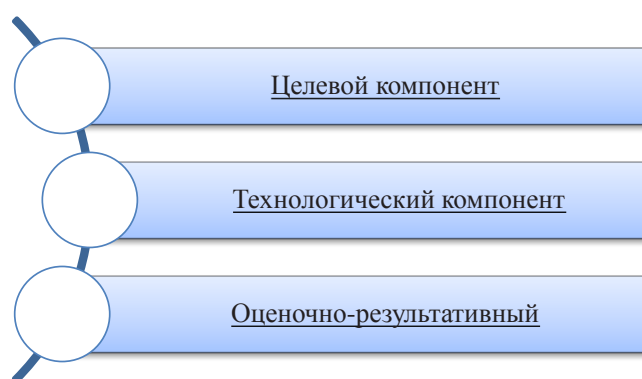 Целевой компонент
Технологический компонент
Оценочно-результативный